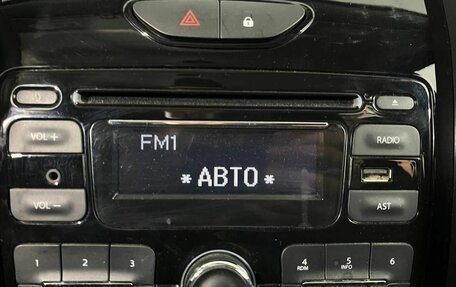 VOL +
FM1
RADIO
* АВТО *
VOL −
AST
1
2
3
4
RDM
5
INFO
6